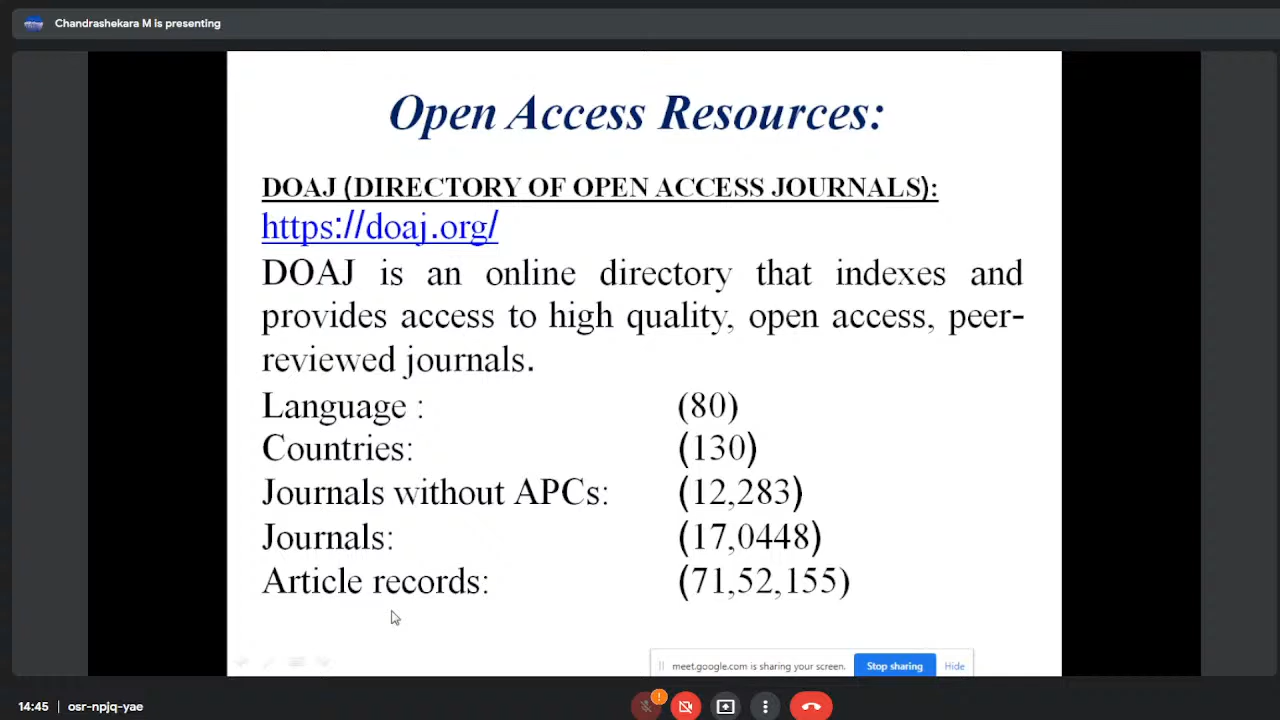 Chandrashekara M is presenting
Open Access Resources:
DOAJ (DIRECTORY OF OPEN ACCESS JOURNALS):
https://doaj.org/
DOAJ is an online directory that indexes and
provides access to high quality, open access, peer-
reviewed journals.
Language : (80)
Countries: (130)
Journals without APCs: (12,283)
Journals: (17,0448)
Article records: (71,52,155)
meet.google.com is sharing your screen. Stop sharing Hide
14:45 | osr-npjq-yae